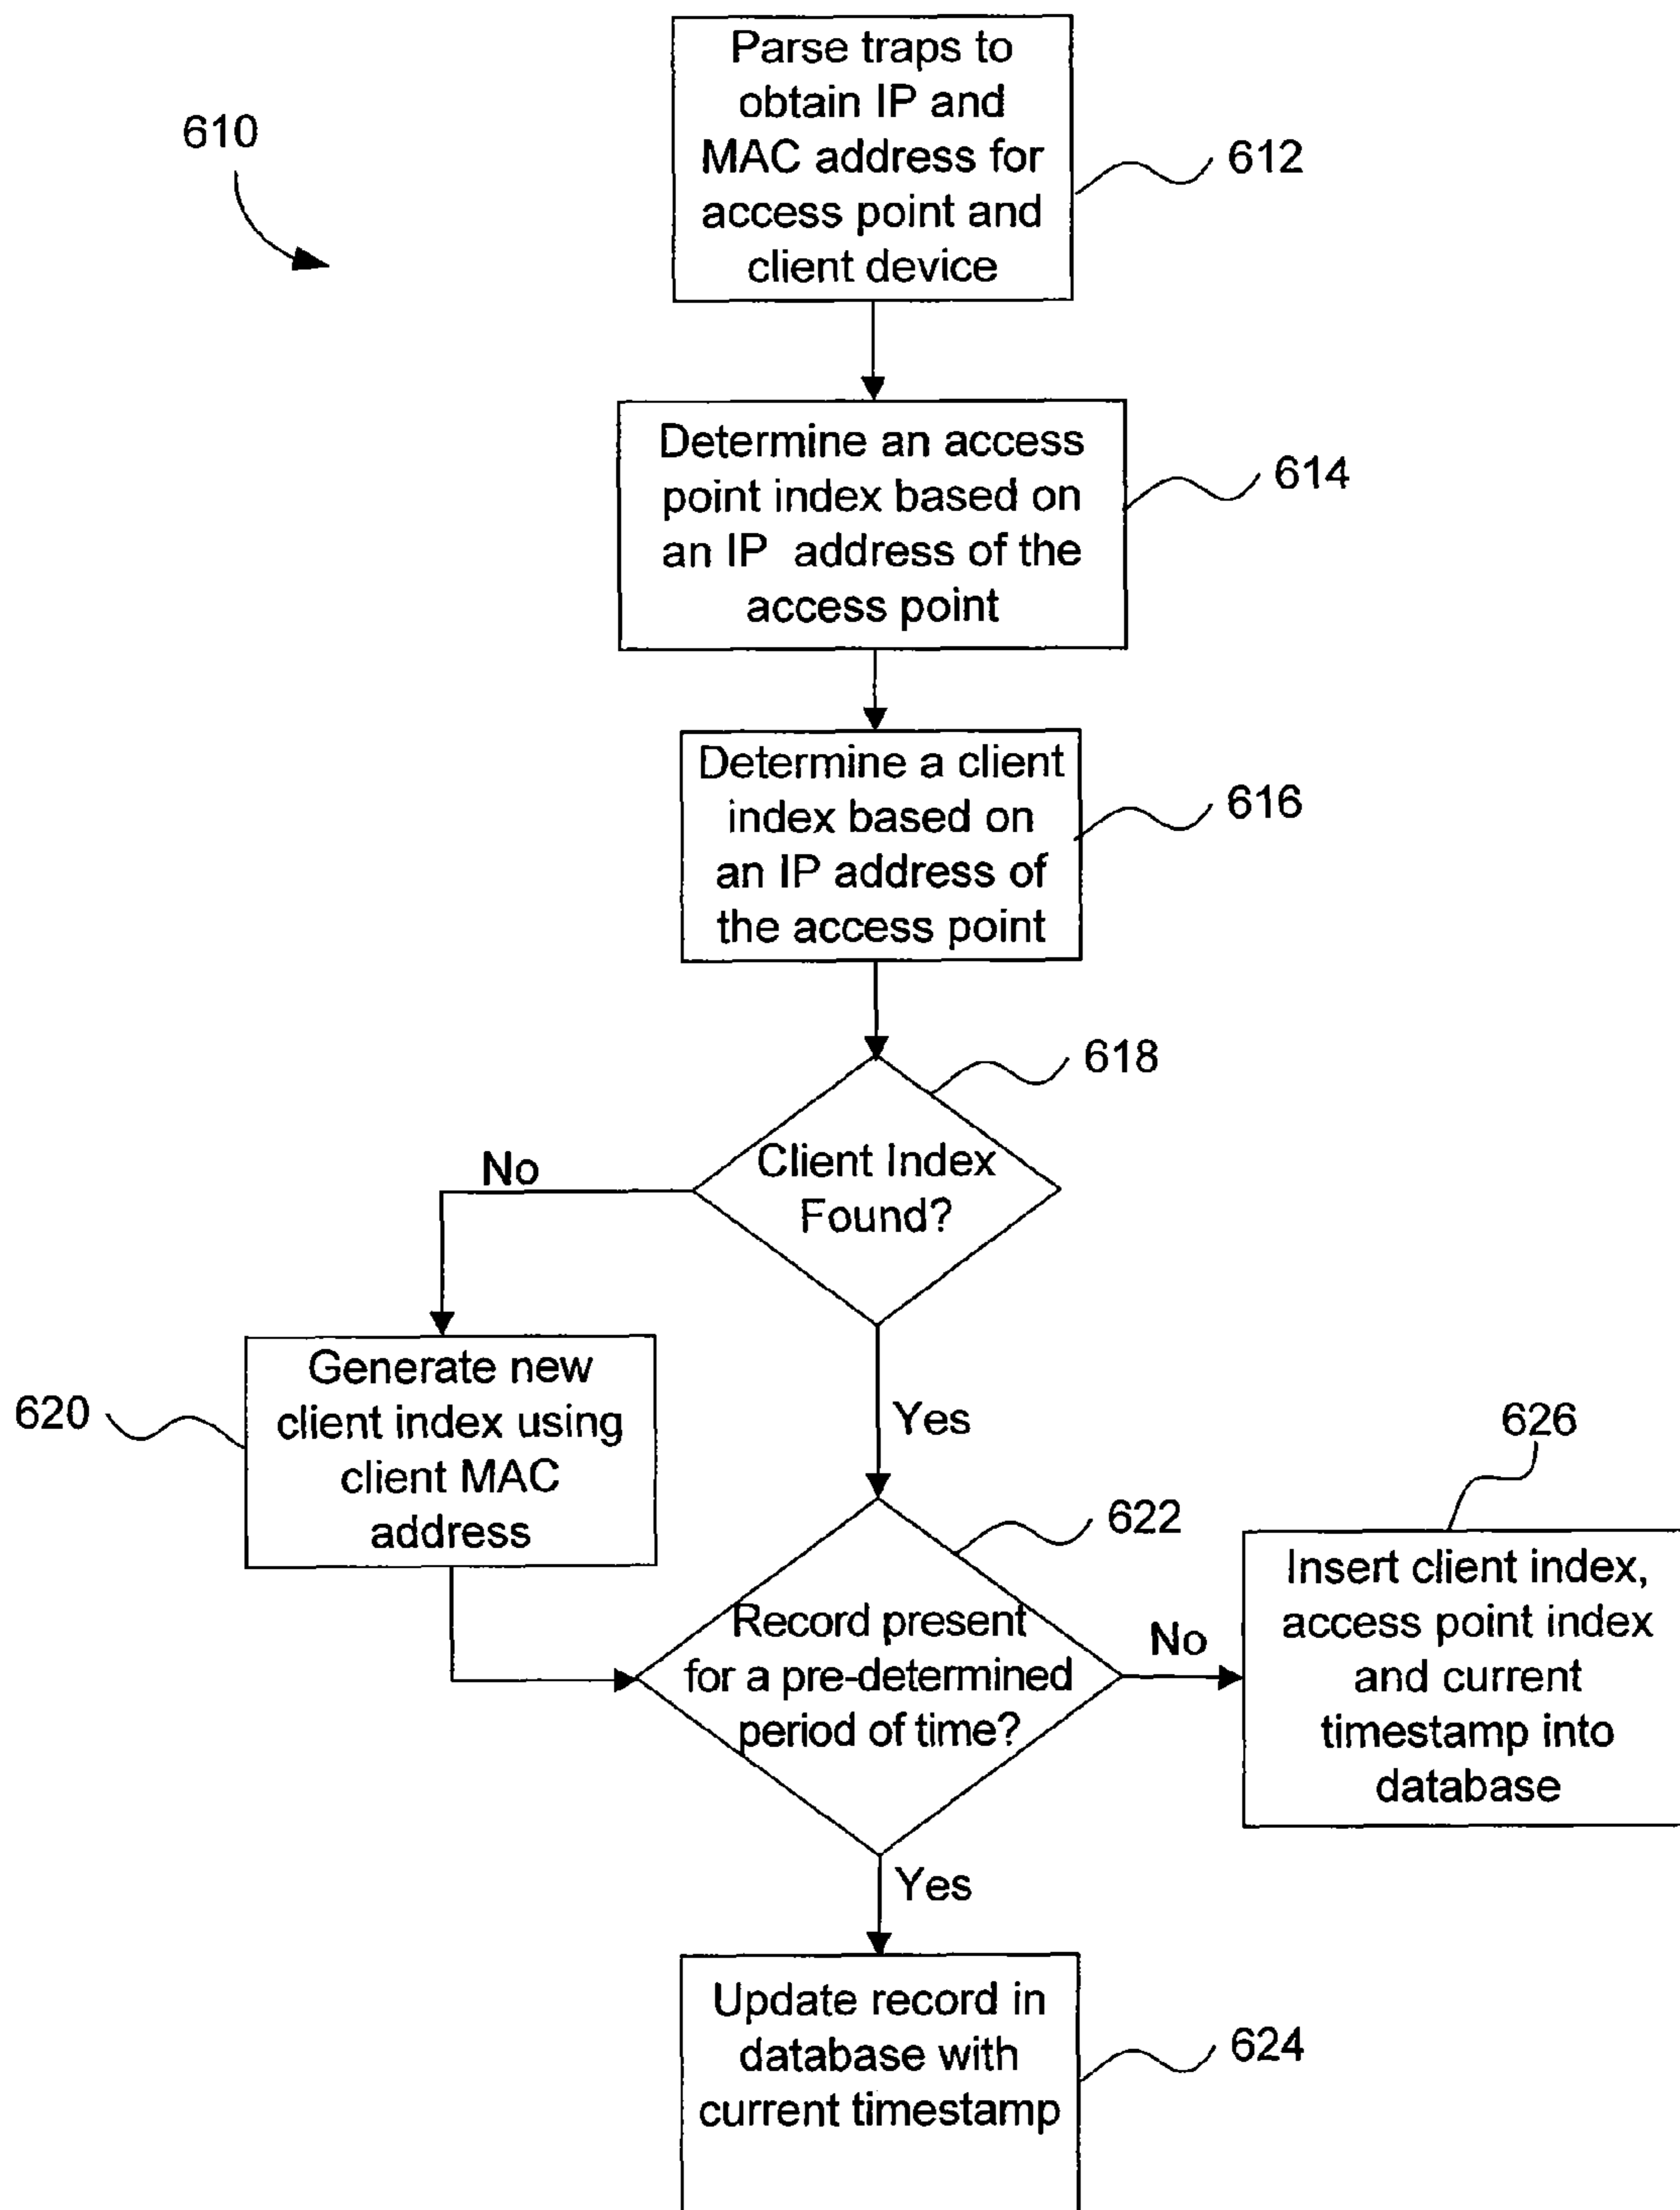 610
Parse traps to
obtain IP and
MAC address for
access point and
client device
612
Determine an access
point index based on
an IP address of the
access point
614
Determine a client
index based on
an IP address of
the access point
616
618
Client Index
Found?
No
Yes
620
Generate new
client index using
client MAC
address
622
Record present
for a pre-determined
period of time?
No
626
Insert client index,
access point index
and current
timestamp into
database
Yes
Update record in
database with
current timestamp
624